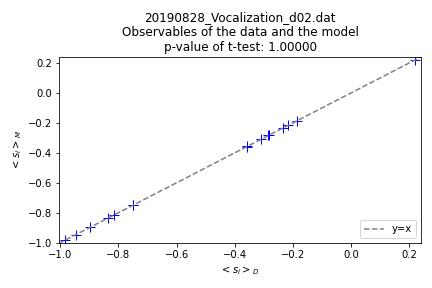 20190828_Vocalization_d02.dat
Observables of the data and the model
p-value of t-test: 1.00000
0.2
0.0
−0.2
−0.4
−0.6
−0.8
−1.0
< s_i >_M
y=x
−1.0 −0.8 −0.6 −0.4 −0.2 0.0 0.2
< s_i >_D